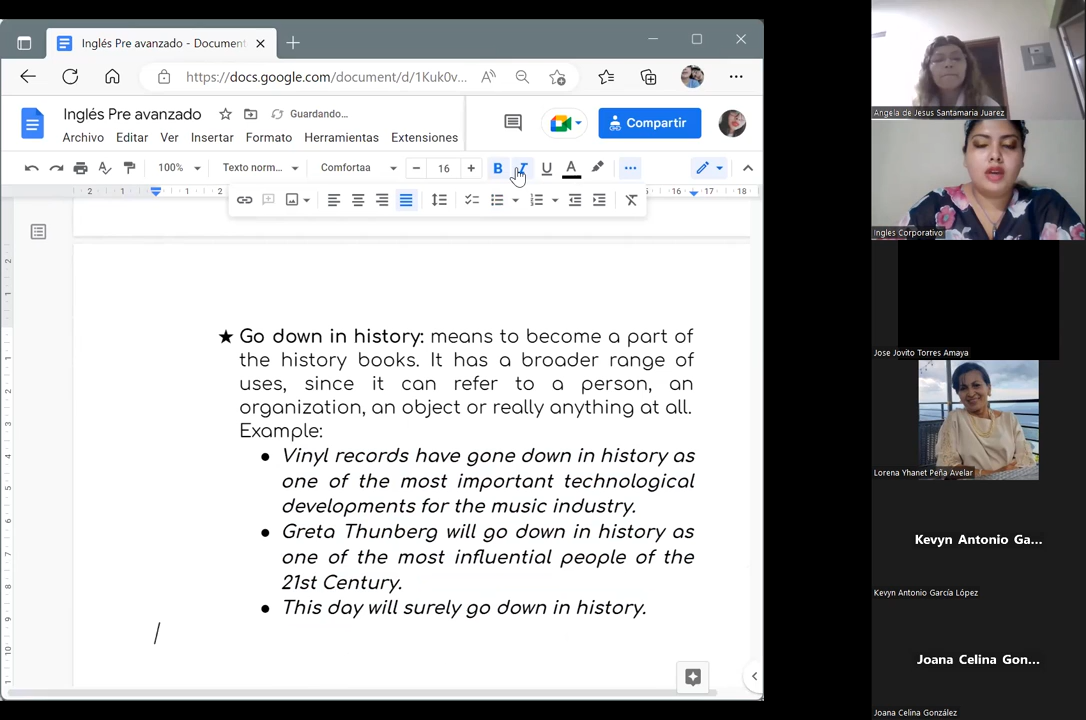 Inglés Pre avanzado - Document
https://docs.google.com/document/d/1Kuk0v...
Inglés Pre avanzado
Guardando...
Archivo Editar Ver Insertar Formato Herramientas Extensiones
Compartir
100% Texto norm... Comfortaa 16 B I U A
2 1 1 16 17 18
★ Go down in history: means to become a part of
the history books. It has a broader range of
uses, since it can refer to a person, an
organization, an object or really anything at all.
Example:
● Vinyl records have gone down in history as
one of the most important technological
developments for the music industry.
● Greta Thunberg will go down in history as
one of the most influential people of the
21st Century.
● This day will surely go down in history.
Angela de Jesus Santamaria Juarez
Ingles Corporativo
Jose Jovito Torres Amaya
Lorena Yhanet Peña Avelar
Kevyn Antonio Ga...
Kevyn Antonio García López
Joana Celina Gon...
Joana Celina González